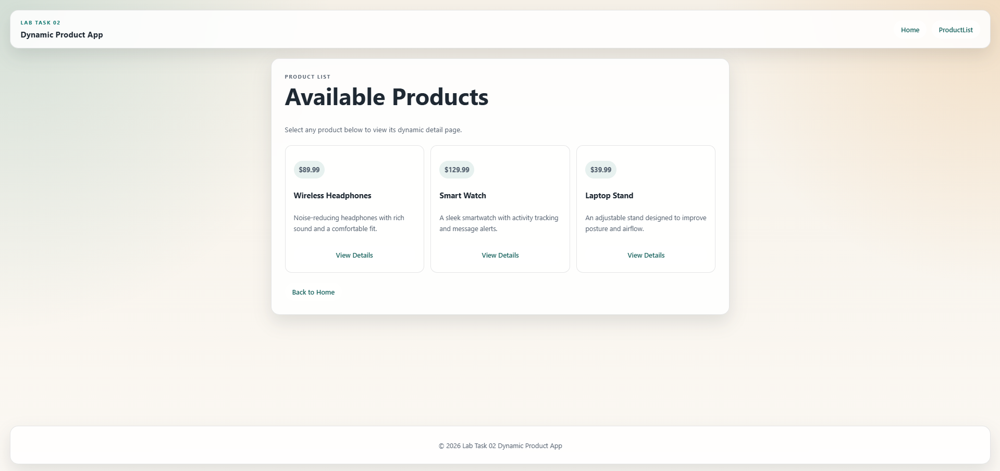 LAB TASK 02
Dynamic Product App
Home
ProductList
PRODUCT LIST
Available Products
Select any product below to view its dynamic detail page.
$89.99
Wireless Headphones
Noise-reducing headphones with rich
sound and a comfortable fit.
View Details
$129.99
Smart Watch
A sleek smartwatch with activity tracking
and message alerts.
View Details
$39.99
Laptop Stand
An adjustable stand designed to improve
posture and airflow.
View Details
Back to Home
© 2026 Lab Task 02 Dynamic Product App